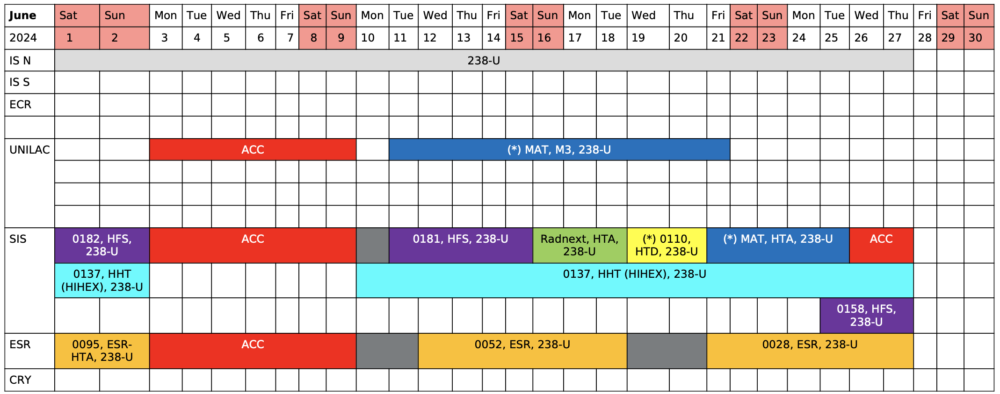 June Sat Sun Mon Tue Wed Thu Fri Sat Sun Mon Tue Wed Thu Fri Sat Sun Mon Tue Wed Thu Fri Sat Sun Mon Tue Wed Thu Fri Sat Sun
2024 1 2 3 4 5 6 7 8 9 10 11 12 13 14 15 16 17 18 19 20 21 22 23 24 25 26 27 28 29 30
IS N 238-U
IS S
ECR
UNILAC ACC (*) MAT, M3, 238-U
SIS 0182, HFS, ACC 0181, HFS, 238-U Radnext, HTA, (*) 0110, (*) MAT, HTA, 238-U ACC
238-U 238-U HTD, 238-U
0137, HHT 0137, HHT (HIHEX), 238-U
(HIHEX), 238-U
0158, HFS,
238-U
ESR 0095, ESR- ACC 0052, ESR, 238-U 0028, ESR, 238-U
HTA, 238-U
CRY